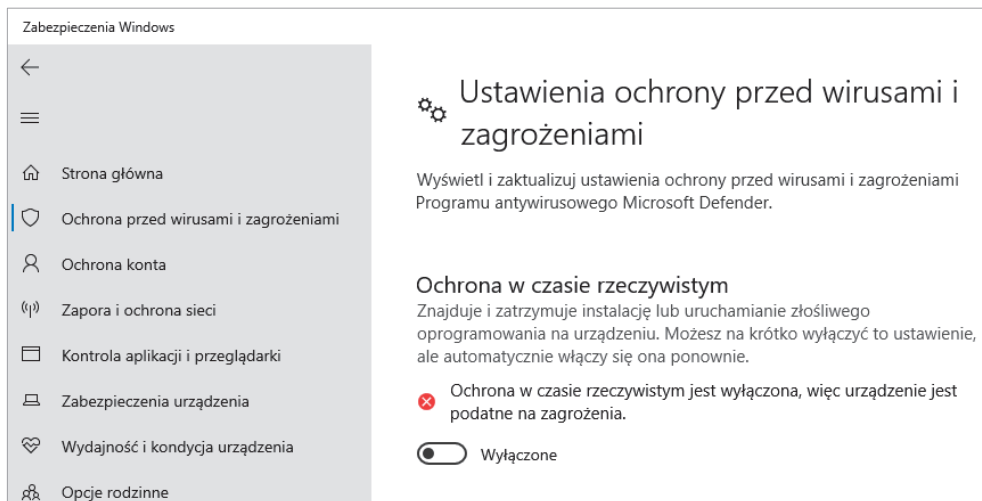 Zabezpieczenia Windows
Strona główna
Ochrona przed wirusami i zagrożeniami
Ochrona konta
Zapora i ochrona sieci
Kontrola aplikacji i przeglądarki
Zabezpieczenia urządzenia
Wydajność i kondycja urządzenia
Opcje rodzinne
Ustawienia ochrony przed wirusami i
zagrożeniami
Wyświetl i zaktualizuj ustawienia ochrony przed wirusami i zagrożeniami
Programu antywirusowego Microsoft Defender.
Ochrona w czasie rzeczywistym
Znajduje i zatrzymuje instalację lub uruchamianie złośliwego
oprogramowania na urządzeniu. Możesz na krótko wyłączyć to ustawienie,
ale automatycznie włączy się ona ponownie.
Ochrona w czasie rzeczywistym jest wyłączona, więc urządzenie jest
podatne na zagrożenia.
Wyłączone